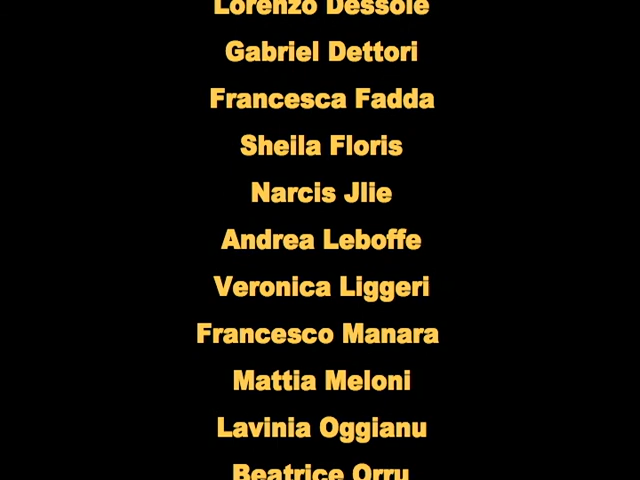 Lorenzo Dessole
Gabriel Dettori
Francesca Fadda
Sheila Floris
Narcis Jlie
Andrea Leboffe
Veronica Liggeri
Francesco Manara
Mattia Meloni
Lavinia Oggianu
Beatrice Orru